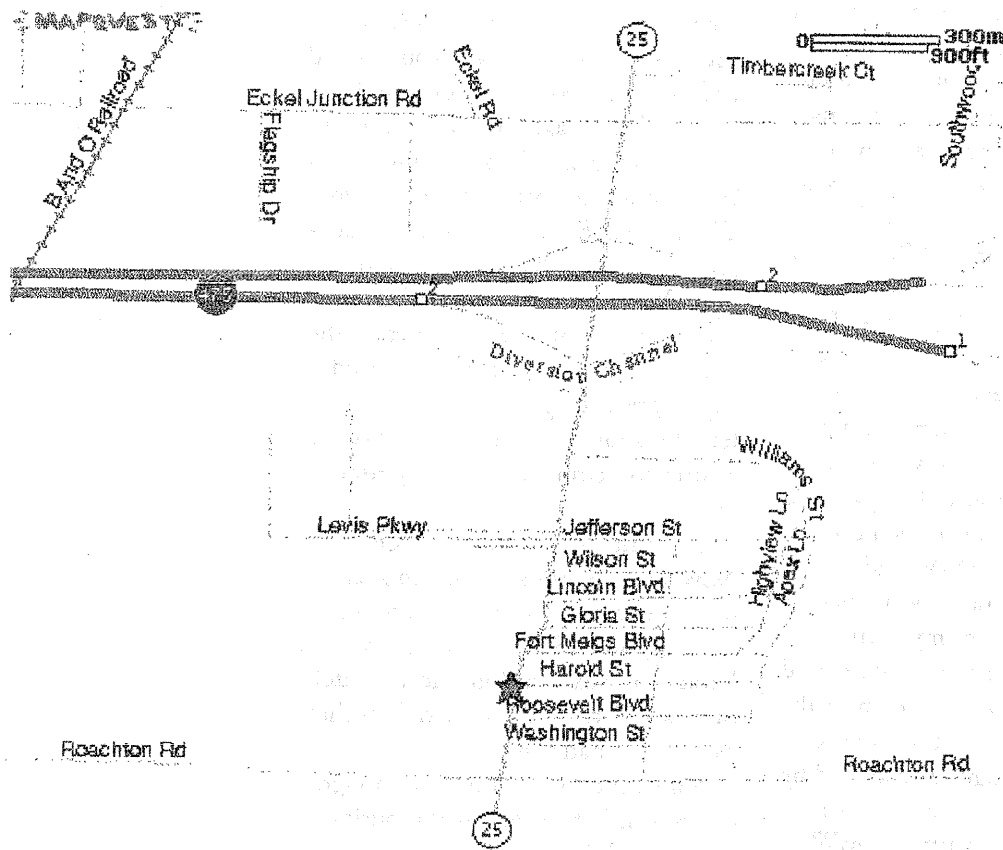 MAPQUEST
25
0 300m
900ft
Timbercreek Ct
Southwood
Eckel Rd
Eckel Junction Rd
B And O Railroad
Flagship Dr
2
2
1
Diversion Channel
Williams St
Highview Ln
Apex Ln
Levis Pkwy
Jefferson St
Wilson St
Lincoln Blvd
Gloria St
Fort Meigs Blvd
Harold St
Roosevelt Blvd
Washington St
Roachton Rd
Roachton Rd
25